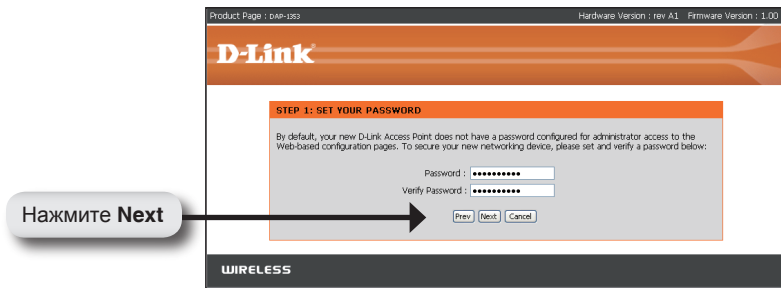 Product Page : DAP-1353 Hardware Version : rev A1 Firmware Version : 1.00
D-Link
STEP 1: SET YOUR PASSWORD
By default, your new D-Link Access Point does not have a password configured for administrator access to the
Web-based configuration pages. To secure your new networking device, please set and verify a password below:
Password : ••••••••••
Verify Password : ••••••••••
Нажмите Next
Prev Next Cancel
WIRELESS